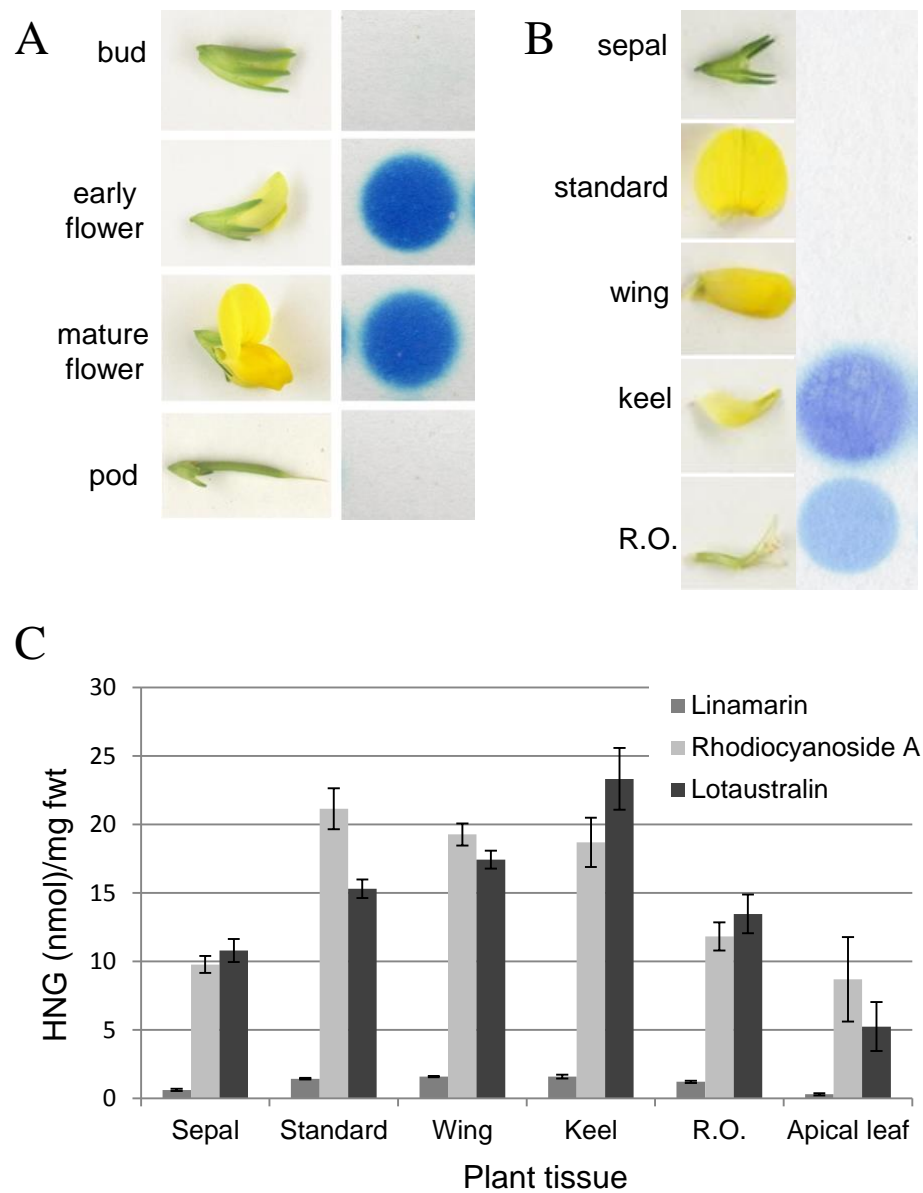 A
bud
early
flower
mature
flower
pod
B
sepal
standard
wing
keel
R.O.
C
30
25
20
15
10
5
0
HNG (nmol)/mg fwt
Linamarin
Rhodiocyanoside A
Lotaustralin
Sepal Standard Wing Keel R.O. Apical leaf
Plant tissue